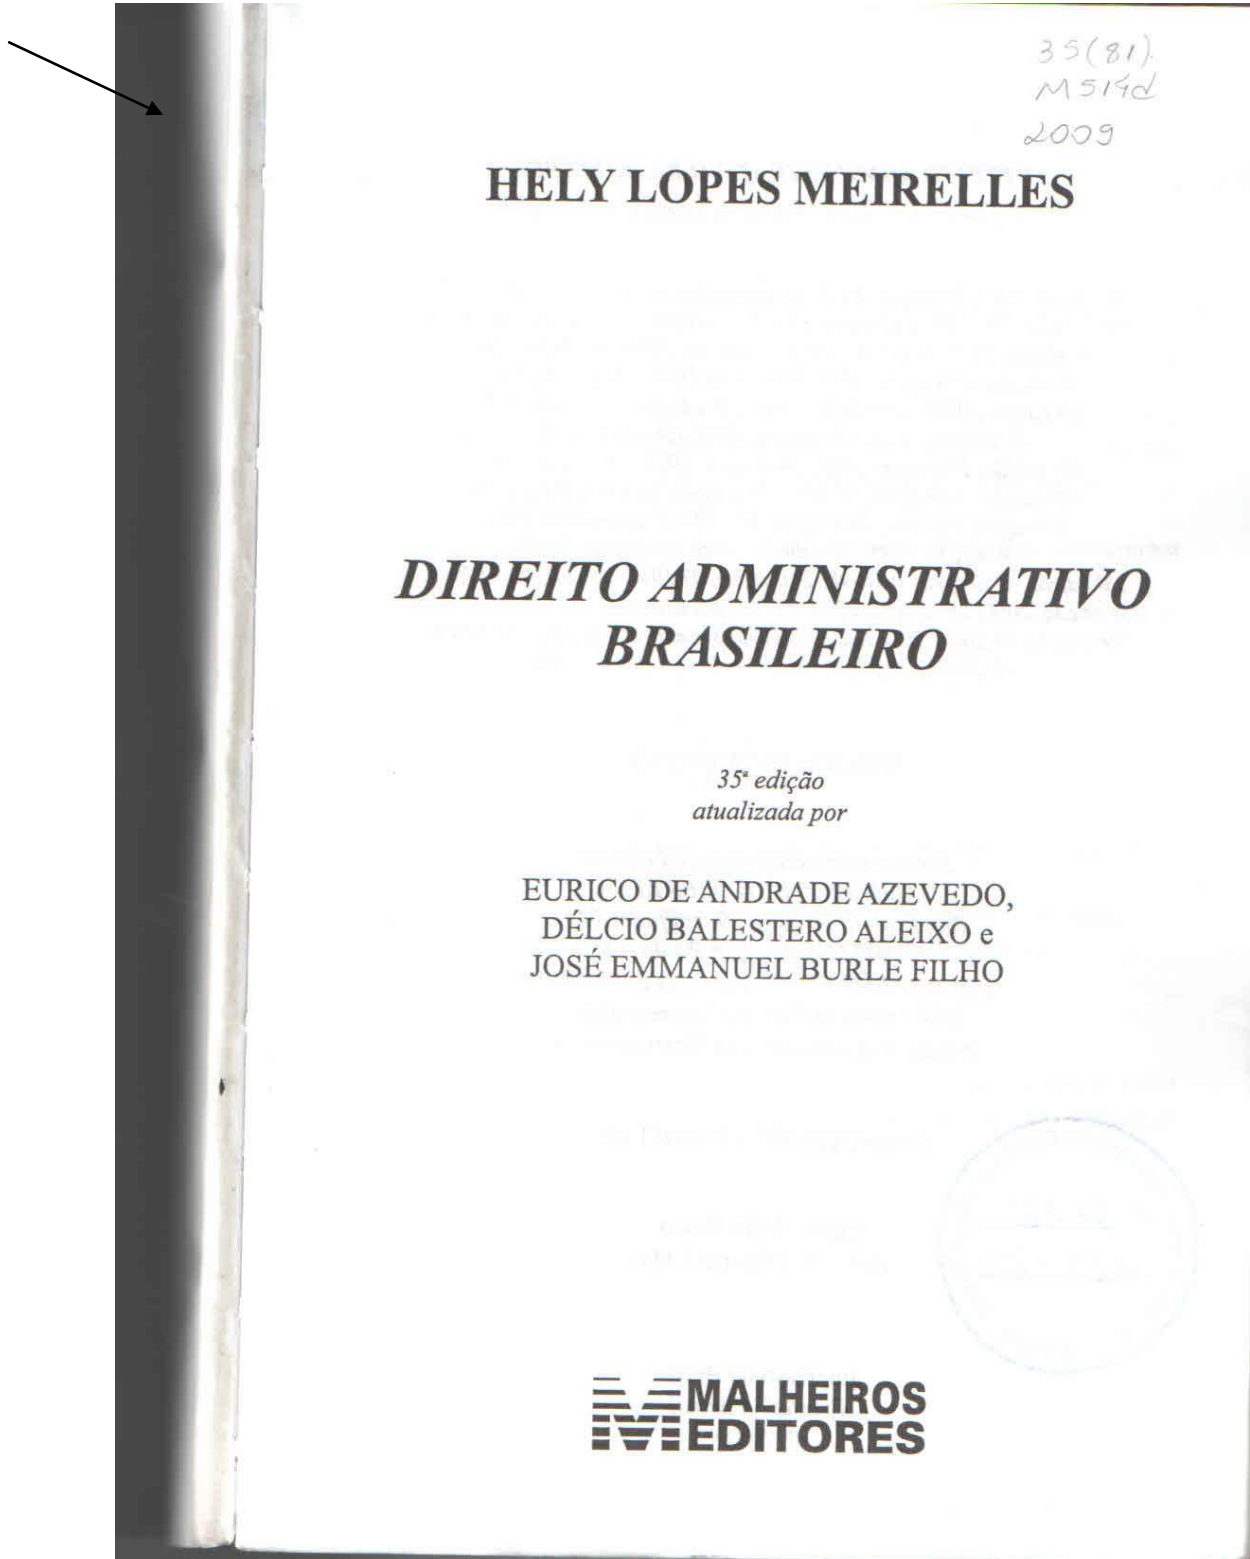 35(81)
M514d
2009
HELY LOPES MEIRELLES
DIREITO ADMINISTRATIVO
BRASILEIRO
35ª edição
atualizada por
EURICO DE ANDRADE AZEVEDO,
DÉLCIO BALESTERO ALEIXO e
JOSÉ EMMANUEL BURLE FILHO
MALHEIROS
EDITORES